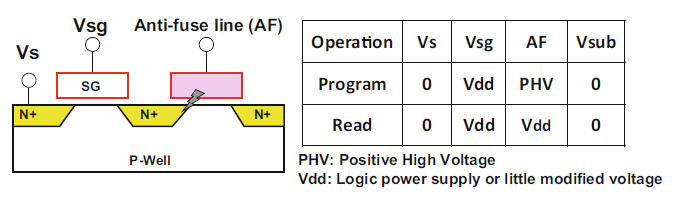 Vsg
Anti-fuse line (AF)
Vs
SG
N+
N+
N+
P-Well
Operation Vs Vsg AF Vsub
Program 0 Vdd PHV 0
Read 0 Vdd Vdd 0
PHV: Positive High Voltage
Vdd: Logic power supply or little modified voltage